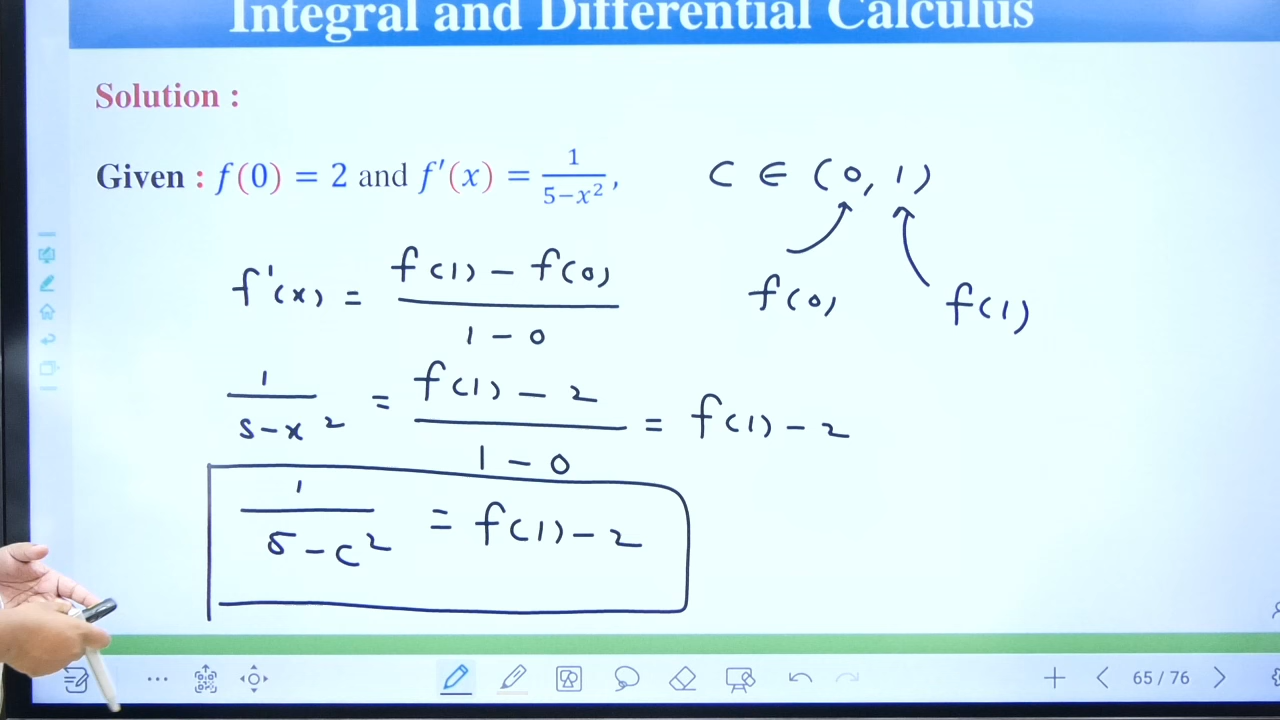 Integral and Differential Calculus
Solution :
Given : f(0) = 2 and f'(x) = 1/(5−x²),
C ∈ (0, 1)
f(0) f(1)
f'(x) = (f(1) − f(0))/(1 − 0)
1/(5−x²) = (f(1) − 2)/(1 − 0) = f(1) − 2
1/(5−c²) = f(1) − 2
65 / 76